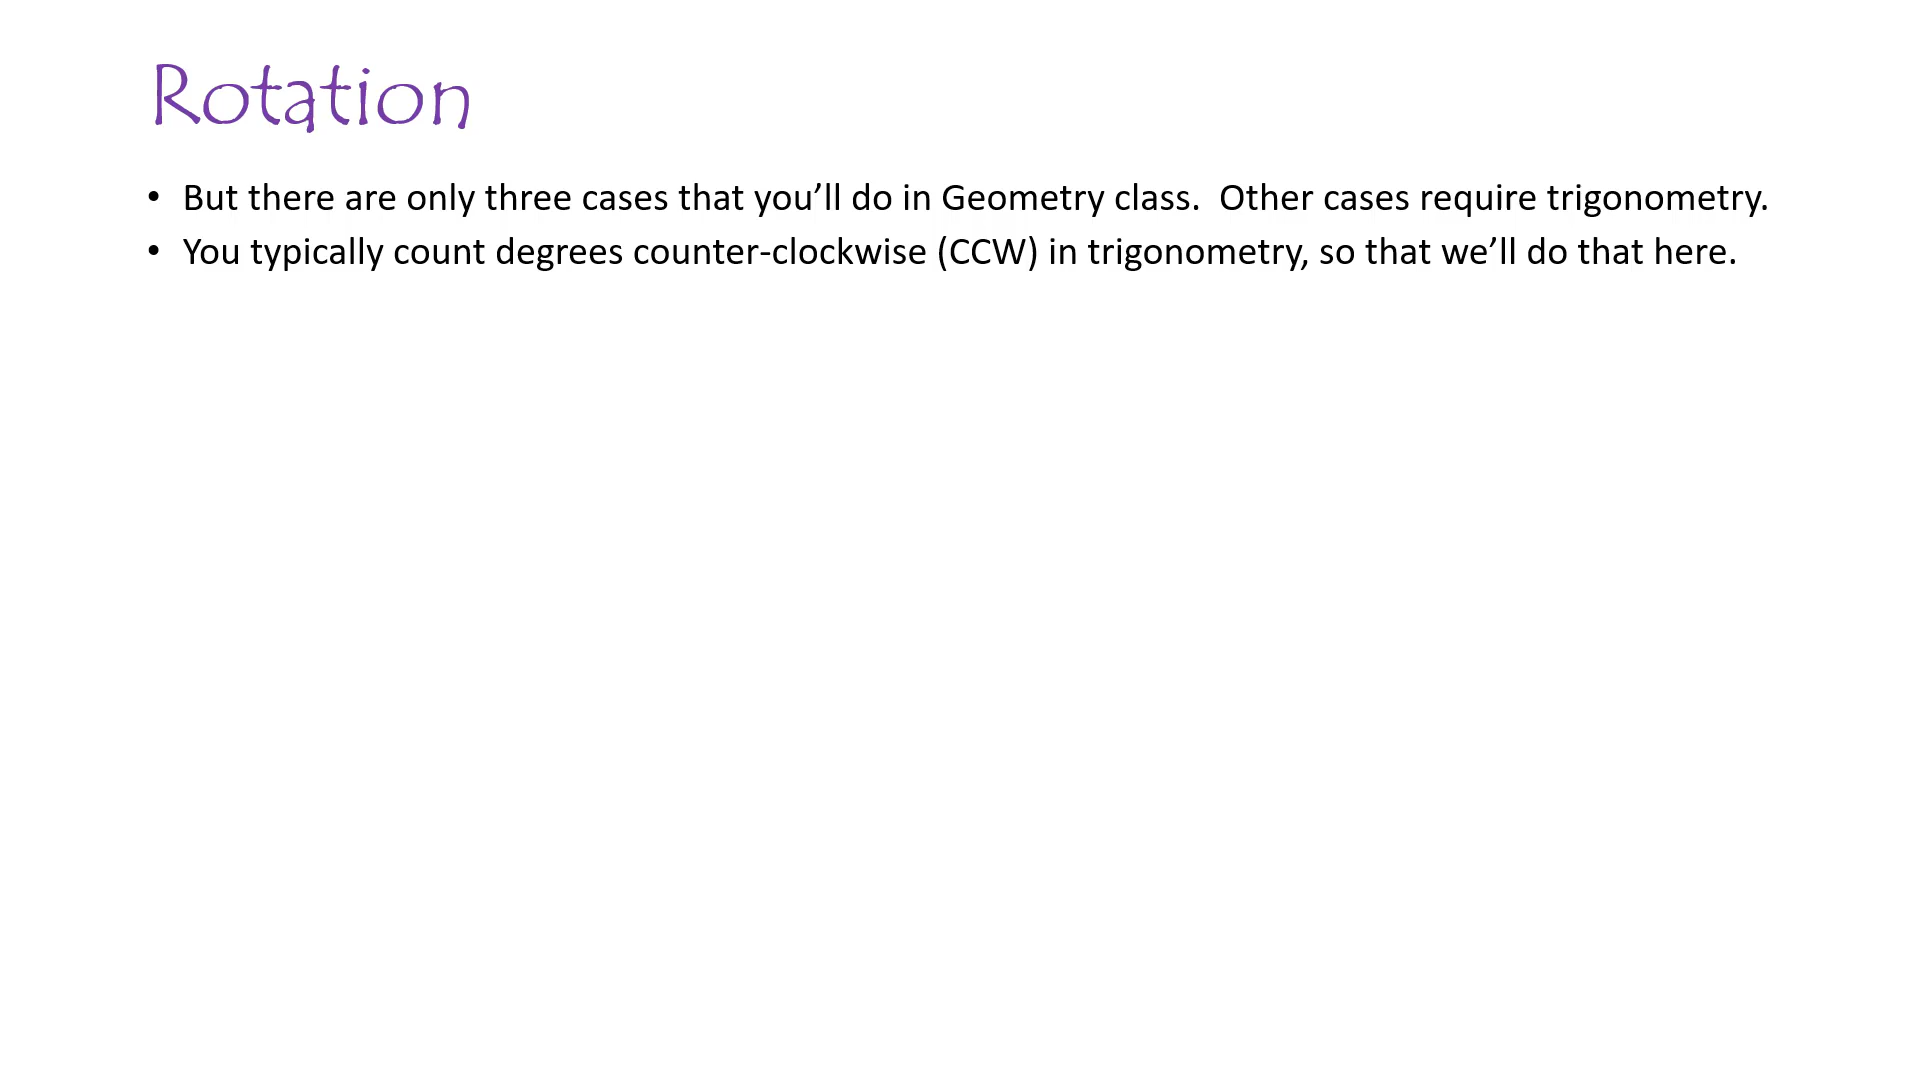 Rotation
• But there are only three cases that you’ll do in Geometry class.  Other cases require trigonometry.
• You typically count degrees counter-clockwise (CCW) in trigonometry, so that we’ll do that here.